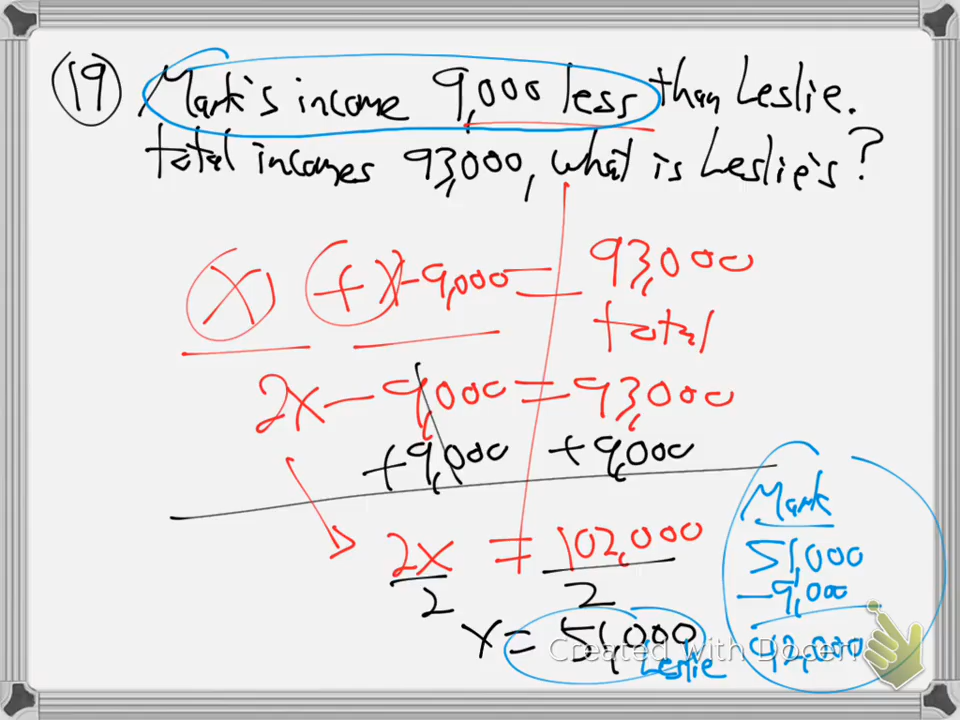 19 Mark's income 9,000 less than Leslie.
total incomes 93,000, what is Leslie's?
x + x - 9,000 = 93,000
total
2x - 9,000 = 93,000
+9,000 +9,000
2x = 102,000
2 2
x = 51,000
Leslie
Mark
51,000
-9,000
42,000
Created with Doceri